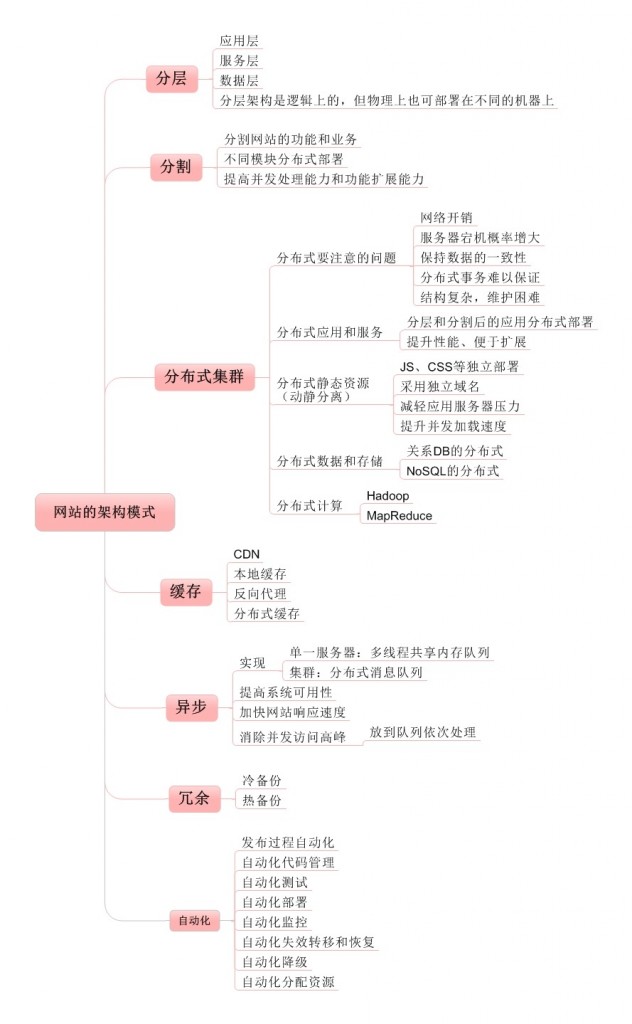 网站的架构模式
分层
应用层
服务层
数据层
分层架构是逻辑上的，但物理上也可部署在不同的机器上
分割
分割网站的功能和业务
不同模块分布式部署
提高并发处理能力和功能扩展能力
分布式集群
分布式要注意的问题
网络开销
服务器宕机概率增大
保持数据的一致性
分布式事务难以保证
结构复杂，维护困难
分布式应用和服务
分层和分割后的应用分布式部署
提升性能、便于扩展
分布式静态资源
（动静分离）
JS、CSS等独立部署
采用独立域名
减轻应用服务器压力
提升并发加载速度
分布式数据和存储
关系DB的分布式
NoSQL的分布式
分布式计算
Hadoop
MapReduce
缓存
CDN
本地缓存
反向代理
分布式缓存
异步
实现
单一服务器：多线程共享内存队列
集群：分布式消息队列
提高系统可用性
加快网站响应速度
消除并发访问高峰
放到队列依次处理
冗余
冷备份
热备份
自动化
发布过程自动化
自动化代码管理
自动化测试
自动化部署
自动化监控
自动化失效转移和恢复
自动化降级
自动化分配资源